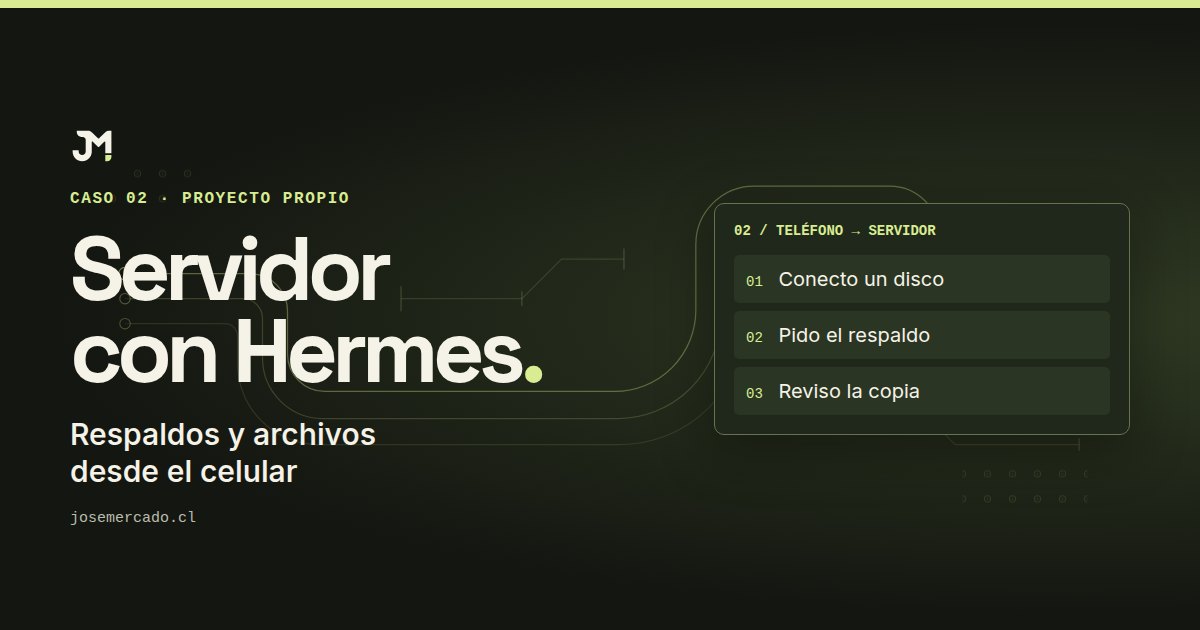 JM
CASO 02 · PROYECTO PROPIO
Servidor
con Hermes.
Respaldos y archivos
desde el celular
josemercado.cl
02 / TELÉFONO → SERVIDOR
01 Conecto un disco
02 Pido el respaldo
03 Reviso la copia